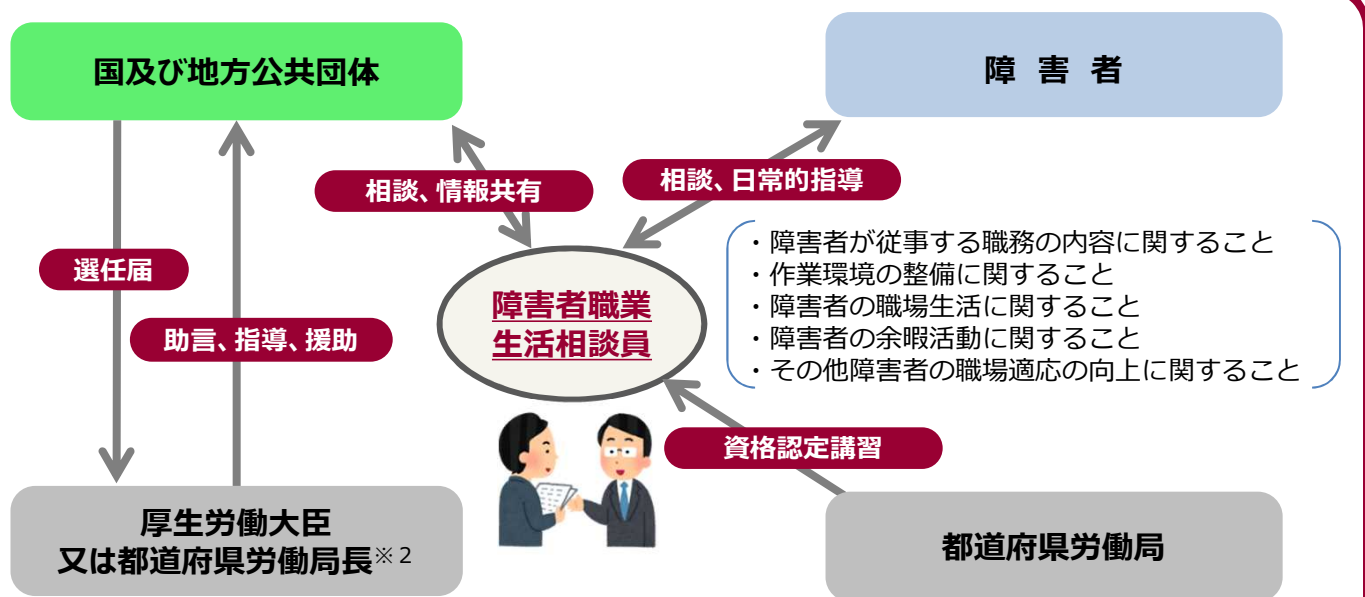 国及び地方公共団体
障 害 者
相談、情報共有
相談、日常的指導
選任届
助言、指導、援助
障害者職業
生活相談員
・障害者が従事する職務の内容に関すること
・作業環境の整備に関すること
・障害者の職場生活に関すること
・障害者の余暇活動に関すること
・その他障害者の職場適応の向上に関すること
資格認定講習
厚生労働大臣
又は都道府県労働局長※2
都道府県労働局